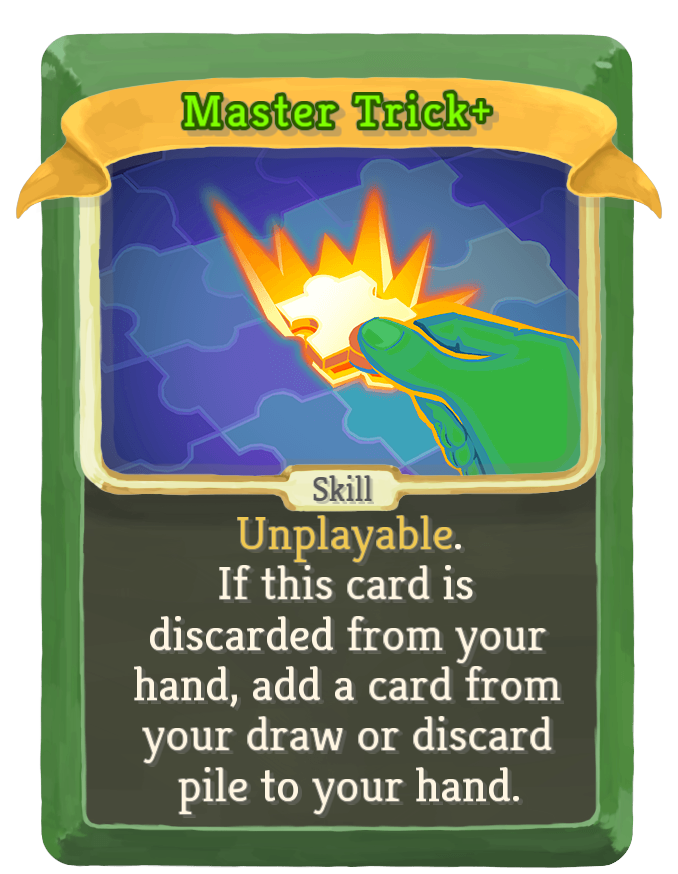 Master Trick+
Skill
Unplayable.
If this card is
discarded from your
hand, add a card from
your draw or discard
pile to your hand.